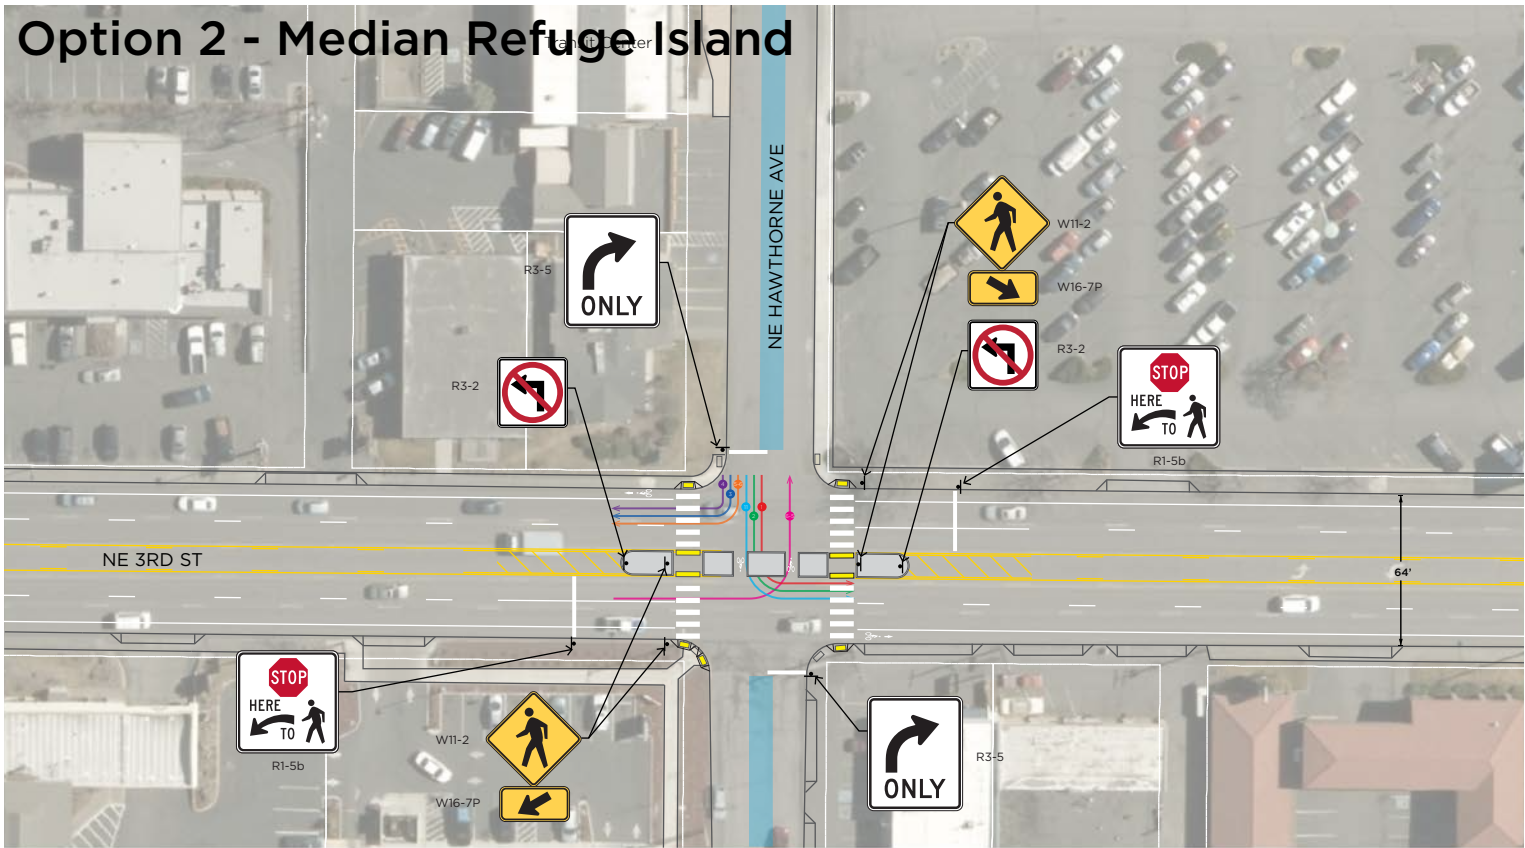 Option 2 - Median Refuge Island
Transit Center
NE HAWTHORNE AVE
R3-5
ONLY
W11-2
W16-7P
R3-2
R3-2
STOP
HERE
TO
R1-5b
NE 3RD ST
64'
STOP
HERE
TO
R1-5b
W11-2
W16-7P
ONLY
R3-5